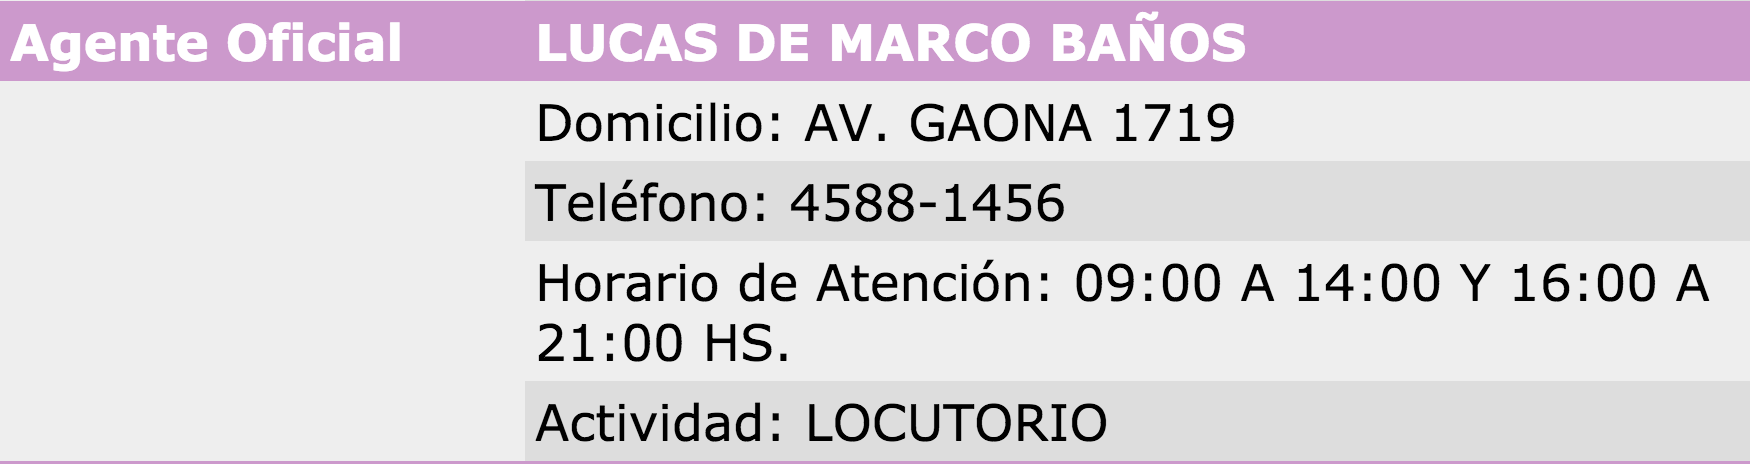 Agente Oficial LUCAS DE MARCO BAÑOS
Domicilio: AV. GAONA 1719
Teléfono: 4588-1456
Horario de Atención: 09:00 A 14:00 Y 16:00 A
21:00 HS.
Actividad: LOCUTORIO